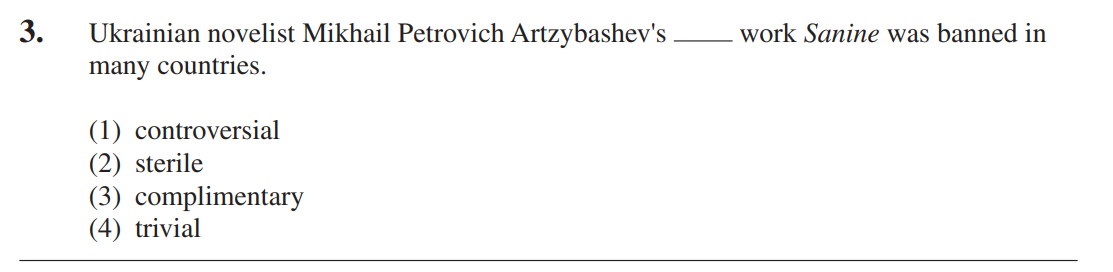 3. Ukrainian novelist Mikhail Petrovich Artzybashev's ____ work Sanine was banned in
many countries.
(1) controversial
(2) sterile
(3) complimentary
(4) trivial